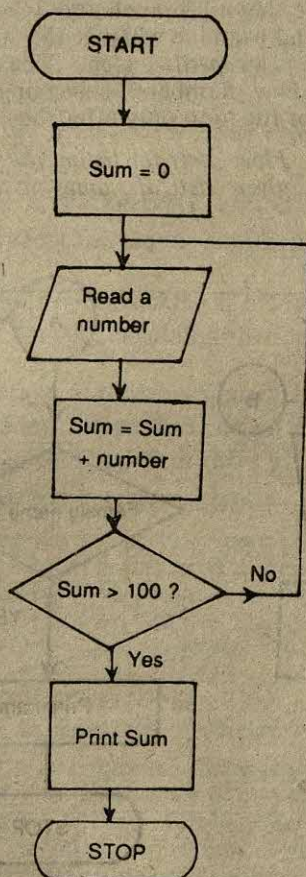 START
Sum = 0
Read a
number
Sum = Sum
+ number
Sum > 100 ?
No
Yes
Print Sum
STOP